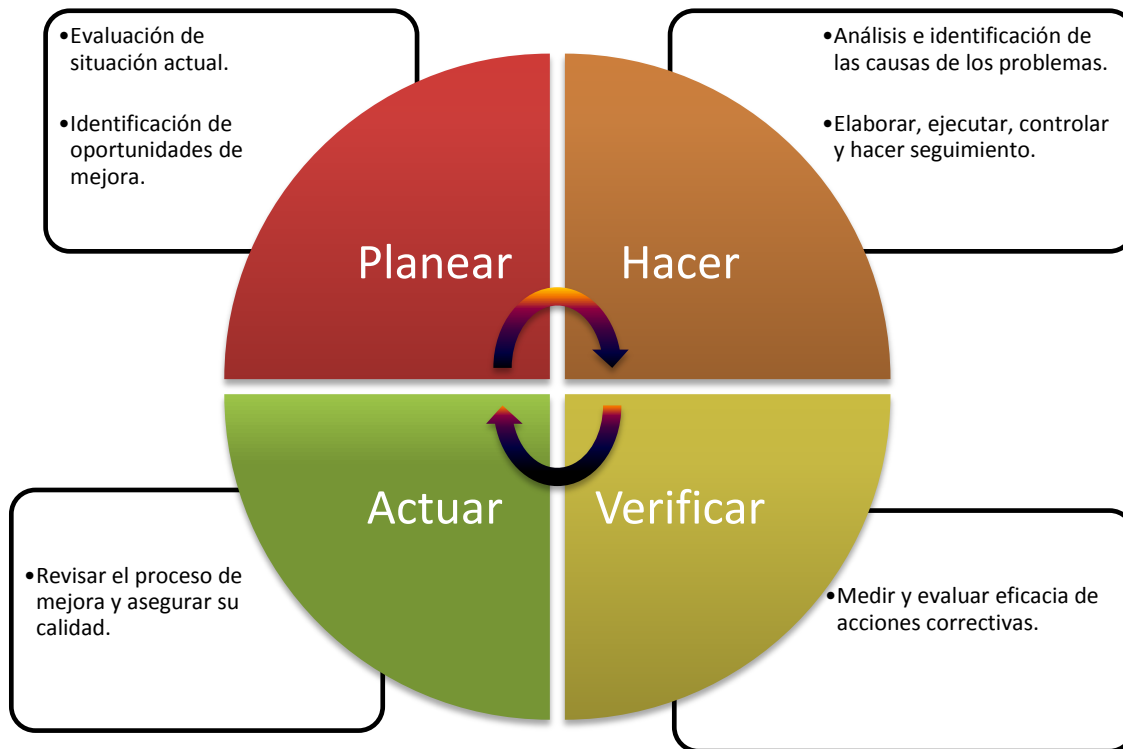 •Evaluación de
situación actual.
•Identificación de
oportunidades de
mejora.
•Análisis e identificación de
las causas de los problemas.
•Elaborar, ejecutar, controlar
y hacer seguimiento.
Planear
Hacer
Actuar
Verificar
•Revisar el proceso de
mejora y asegurar su
calidad.
•Medir y evaluar eficacia de
acciones correctivas.